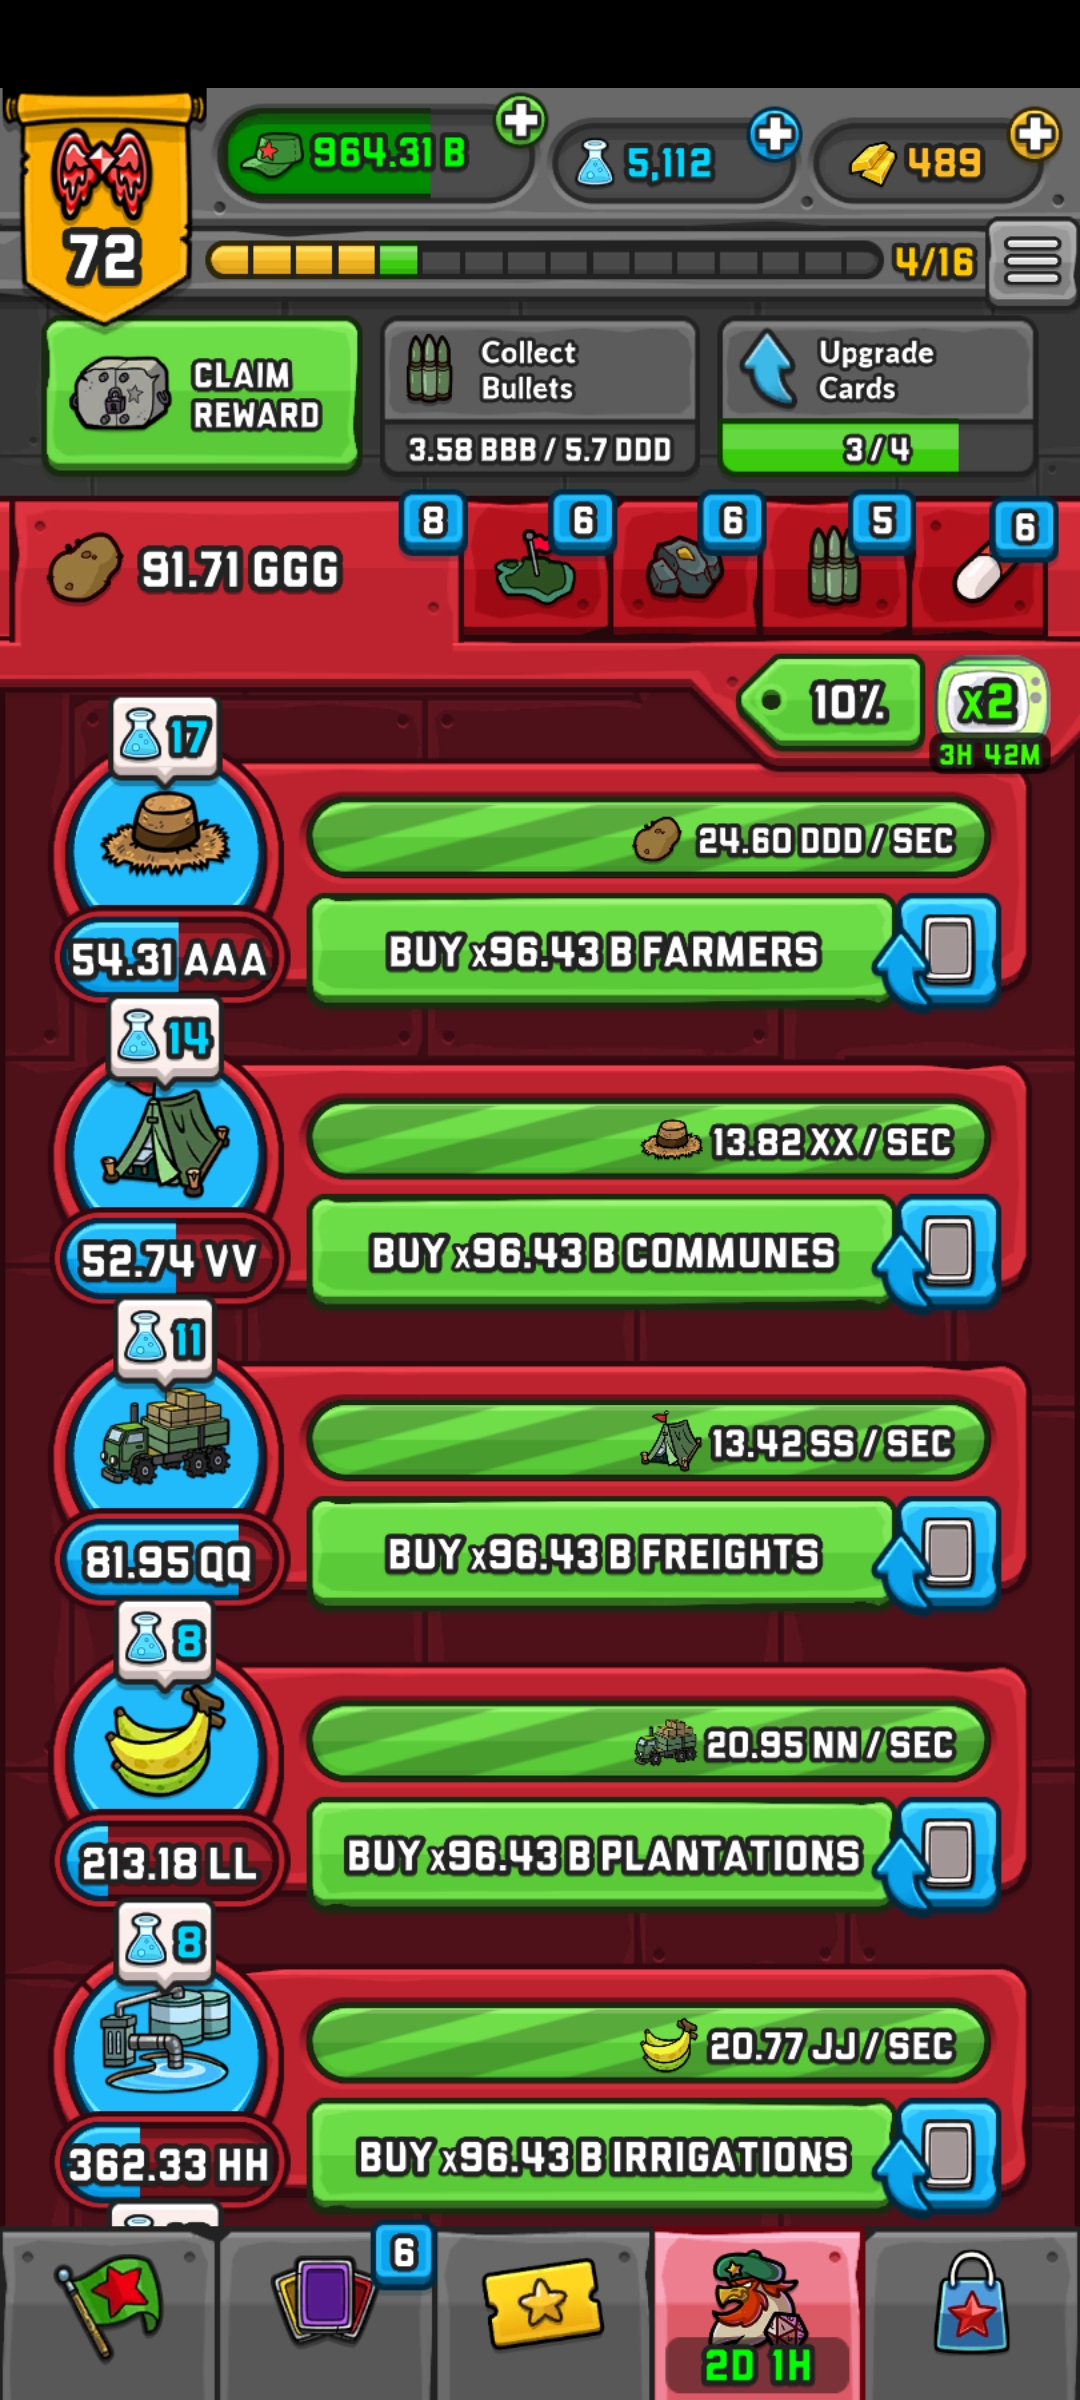 72
964.31 B
5,112
489
4/16
CLAIM
REWARD
Collect
Bullets
3.58 BBB / 5.7 DDD
Upgrade
Cards
3/4
91.71 GGG
8
6
6
5
6
10%
x2
3H 42M
17
24.60 DDD / SEC
54.31 AAA
BUY x96.43 B FARMERS
14
13.82 XX / SEC
52.74 VV
BUY x96.43 B COMMUNES
11
13.42 SS / SEC
81.95 QQ
BUY x96.43 B FREIGHTS
8
20.95 NN / SEC
213.18 LL
BUY x96.43 B PLANTATIONS
8
20.77 JJ / SEC
362.33 HH
BUY x96.43 B IRRIGATIONS
6
2D 1H